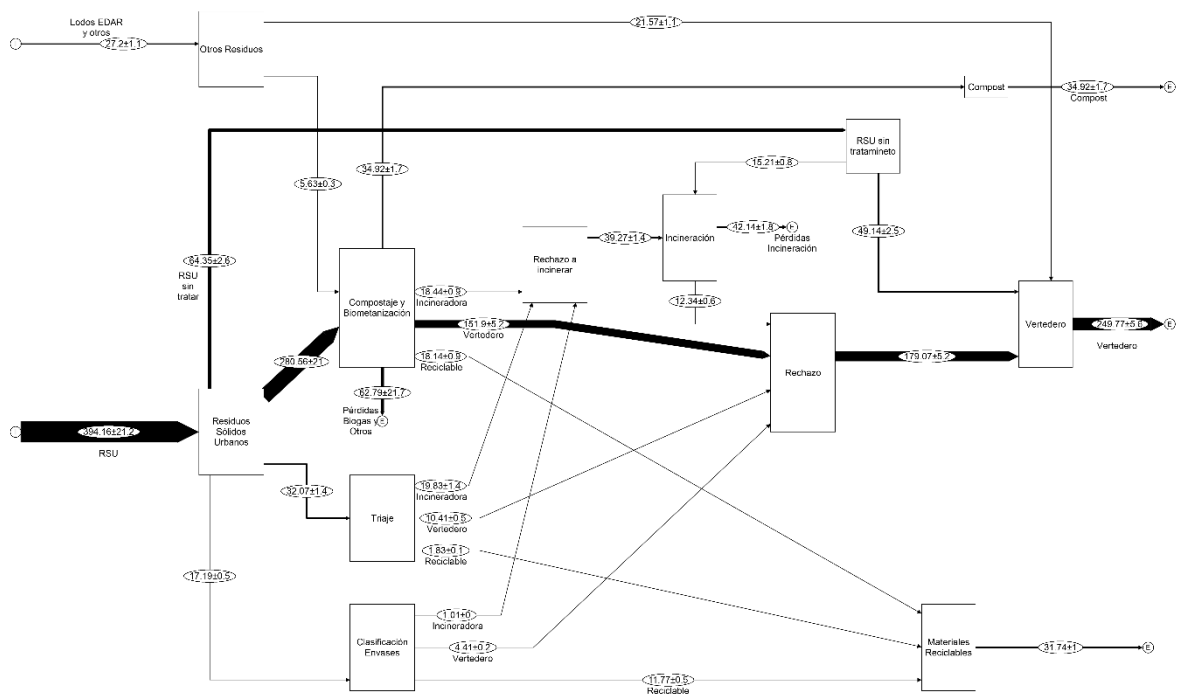 Lodos EDAR
y otros
27.2±1.1
Otros Residuos
21.57±1.1
Compost
34.92±1.7
Compost
E
RSU sin
tratamineto
15.21±0.8
34.92±1.7
5.63±0.3
64.35±2.6
RSU
sin
tratar
Rechazo a
incinerar
39.27±1.4
Incineración
42.14±1.8
E
Pérdidas
Incineración
49.14±2.5
12.34±0.6
Compostaje y
Biometanización
18.44±0.9
Incineradora
151.9±5.2
Vertedero
18.14±0.9
Reciclable
280.56±21
62.79±21.7
Pérdidas
Biogas y
Otros
E
Rechazo
179.07±5.2
Vertedero
249.77±5.6
E
Vertedero
394.16±21.2
RSU
Residuos
Sólidos
Urbanos
32.07±1.4
Triaje
19.83±1.4
Incineradora
10.41±0.5
Vertedero
1.83±0.1
Reciclable
17.19±0.5
Clasificación
Envases
1.01±0
Incineradora
4.41±0.2
Vertedero
11.77±0.5
Reciclable
Materiales
Reciclables
31.74±1
E